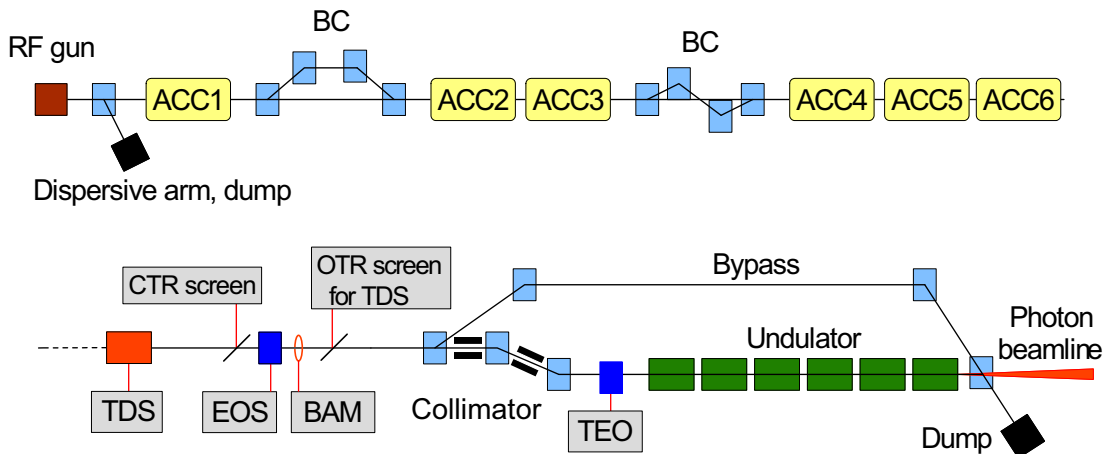 BC
BC
RF gun
ACC1
ACC2
ACC3
ACC4
ACC5
ACC6
Dispersive arm, dump
CTR screen
OTR screen
for TDS
Bypass
Undulator
Photon
beamline
TDS
EOS
BAM
Collimator
TEO
Dump